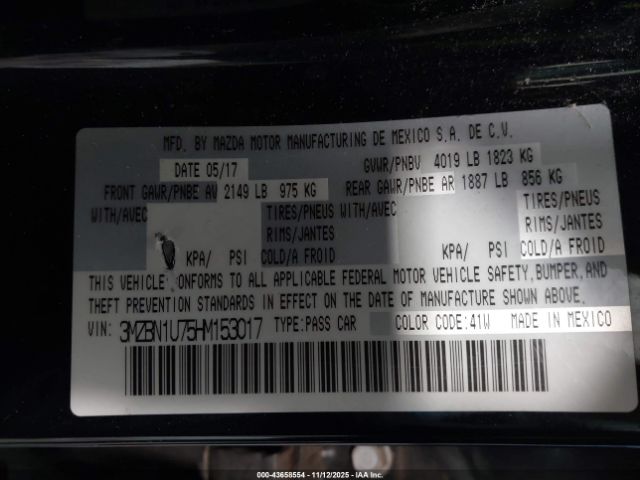 MFD. BY MAZDA MOTOR MANUFACTURING DE MEXICO S.A. DE C.V.
DATE 05/17 GVWR/PNBV 4019 LB 1823 KG
FRONT GAWR/PNBE AV 2149 LB 975 KG REAR GAWR/PNBE AR 1887 LB 856 KG
WITH/AVEC TIRES/PNEUS WITH/AVEC TIRES/PNEUS
RIMS/JANTES RIMS/JANTES
KPA/ PSI COLD/A FROID KPA/ PSI COLD/A FROID
THIS VEHICLE ONFORMS TO ALL APPLICABLE FEDERAL MOTOR VEHICLE SAFETY, BUMPER, AND
THEFT PREVENTION STANDARDS IN EFFECT ON THE DATE OF MANUFACTURE SHOWN ABOVE.
VIN: 3MZBN1U75HM153017 TYPE:PASS CAR COLOR CODE:41W MADE IN MEXICO
000-43658554 - 11/12/2025 - IAAI.COM